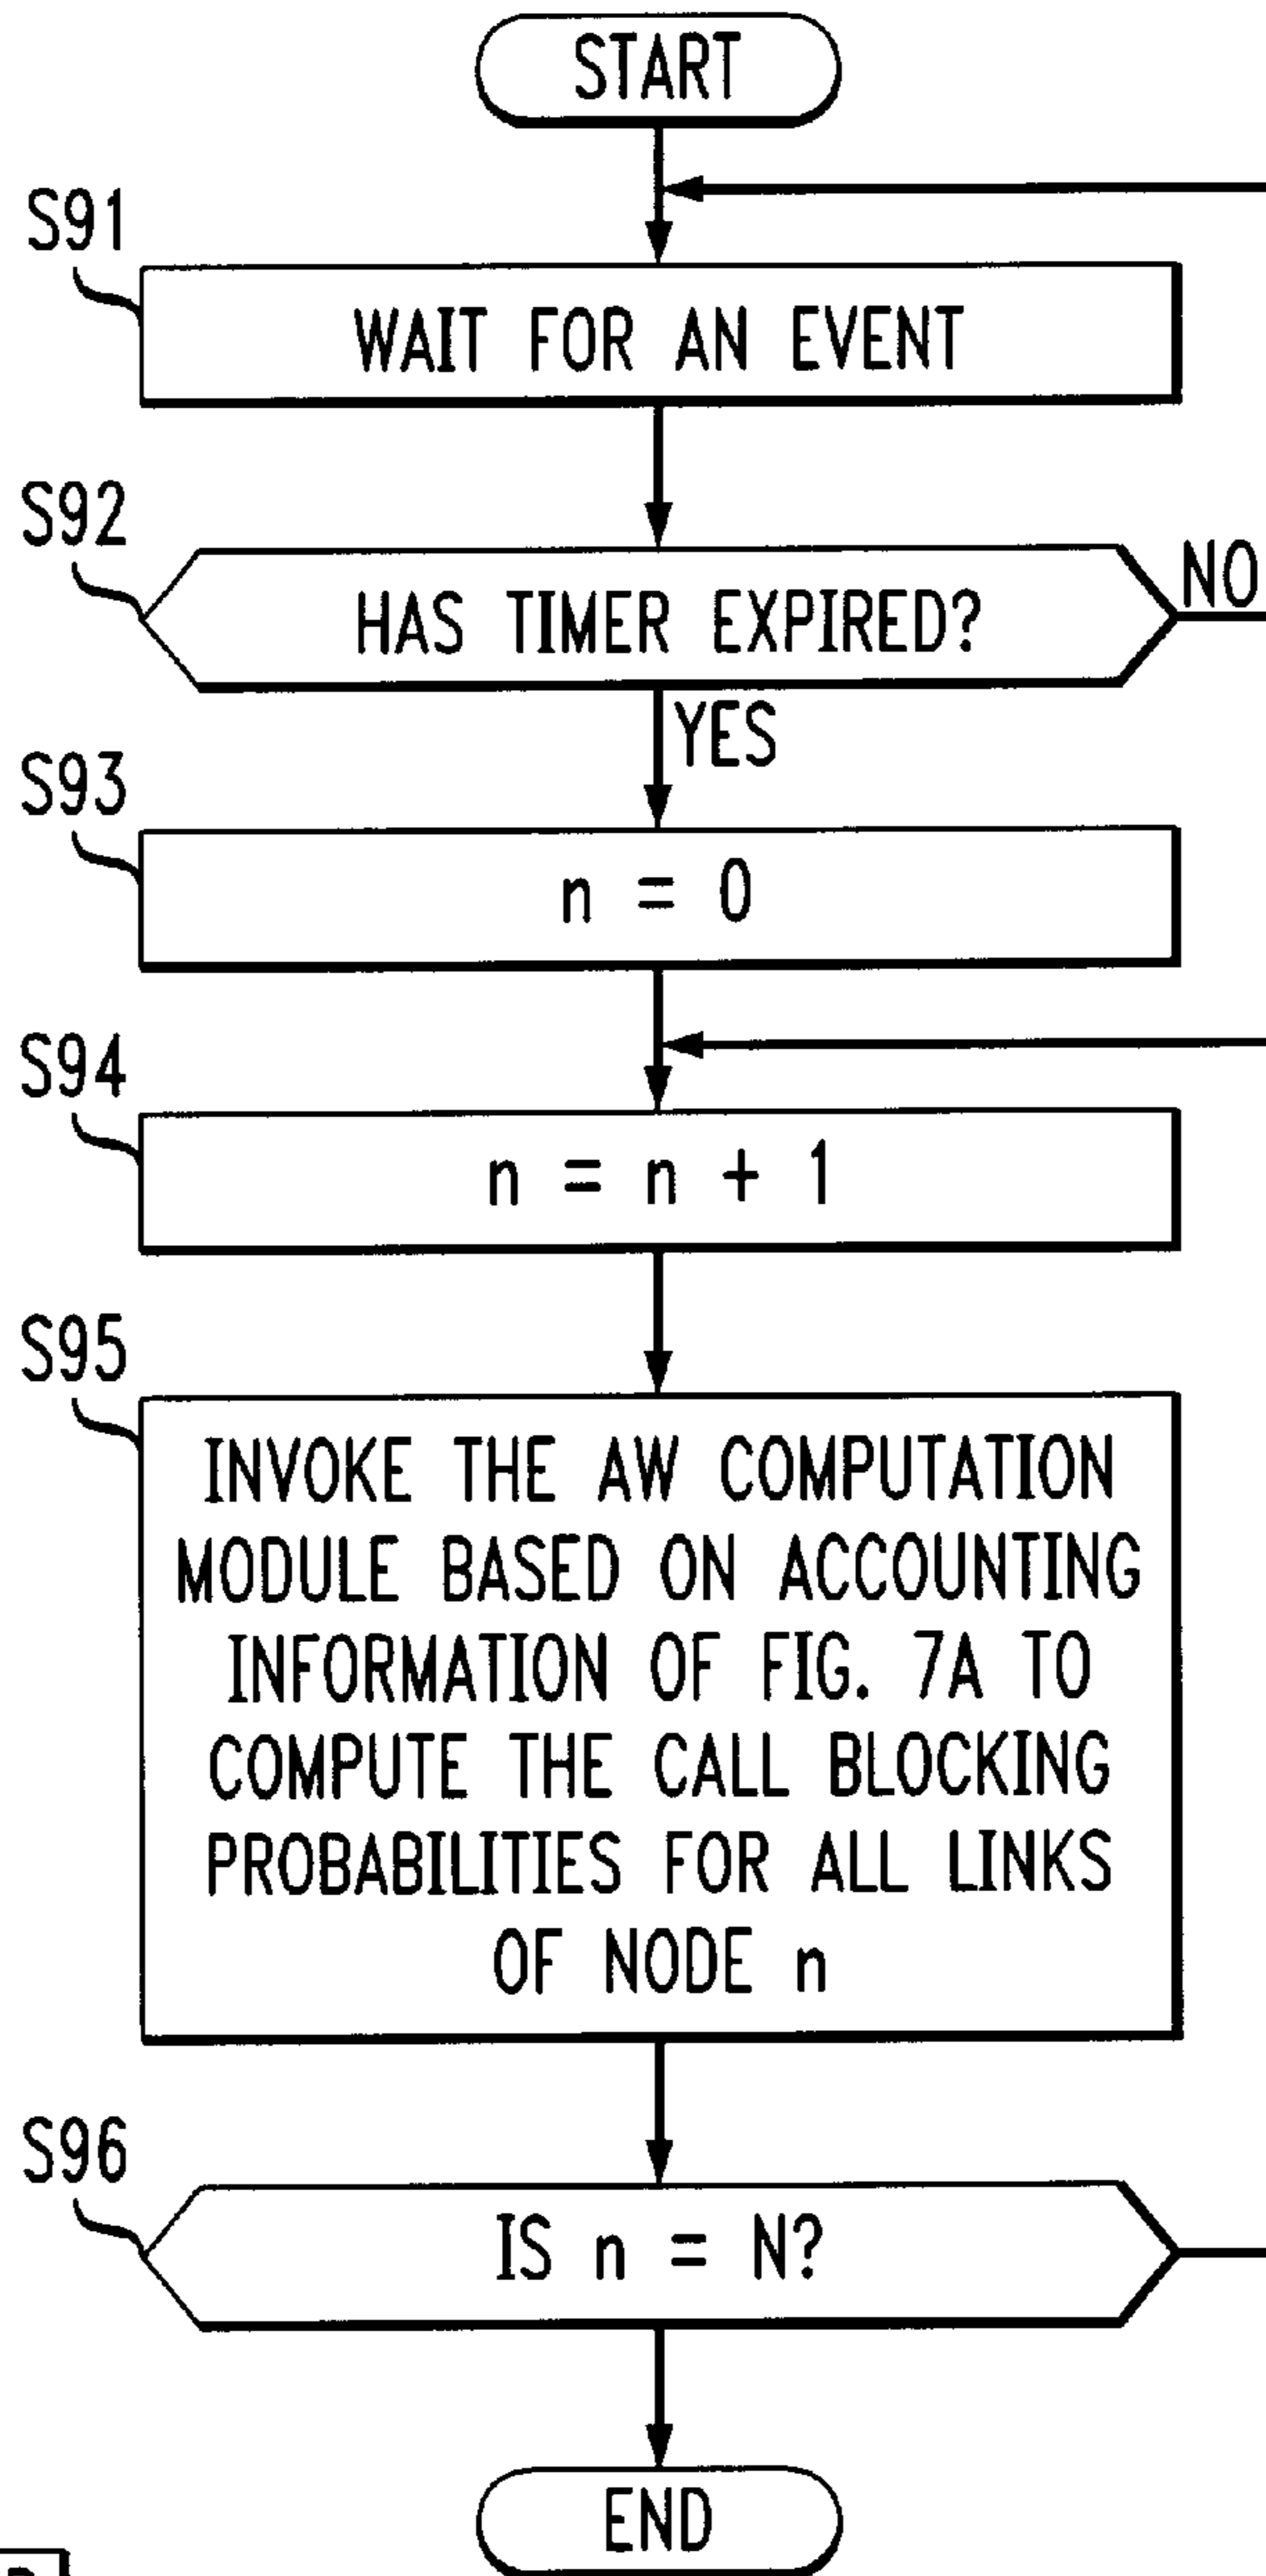 START
S91
WAIT FOR AN EVENT
S92
HAS TIMER EXPIRED?
NO
YES
S93
n = 0
S94
n = n + 1
S95
INVOKE THE AW COMPUTATION
MODULE BASED ON ACCOUNTING
INFORMATION OF FIG. 7A TO
COMPUTE THE CALL BLOCKING
PROBABILITIES FOR ALL LINKS
OF NODE n
S96
IS n = N?
END